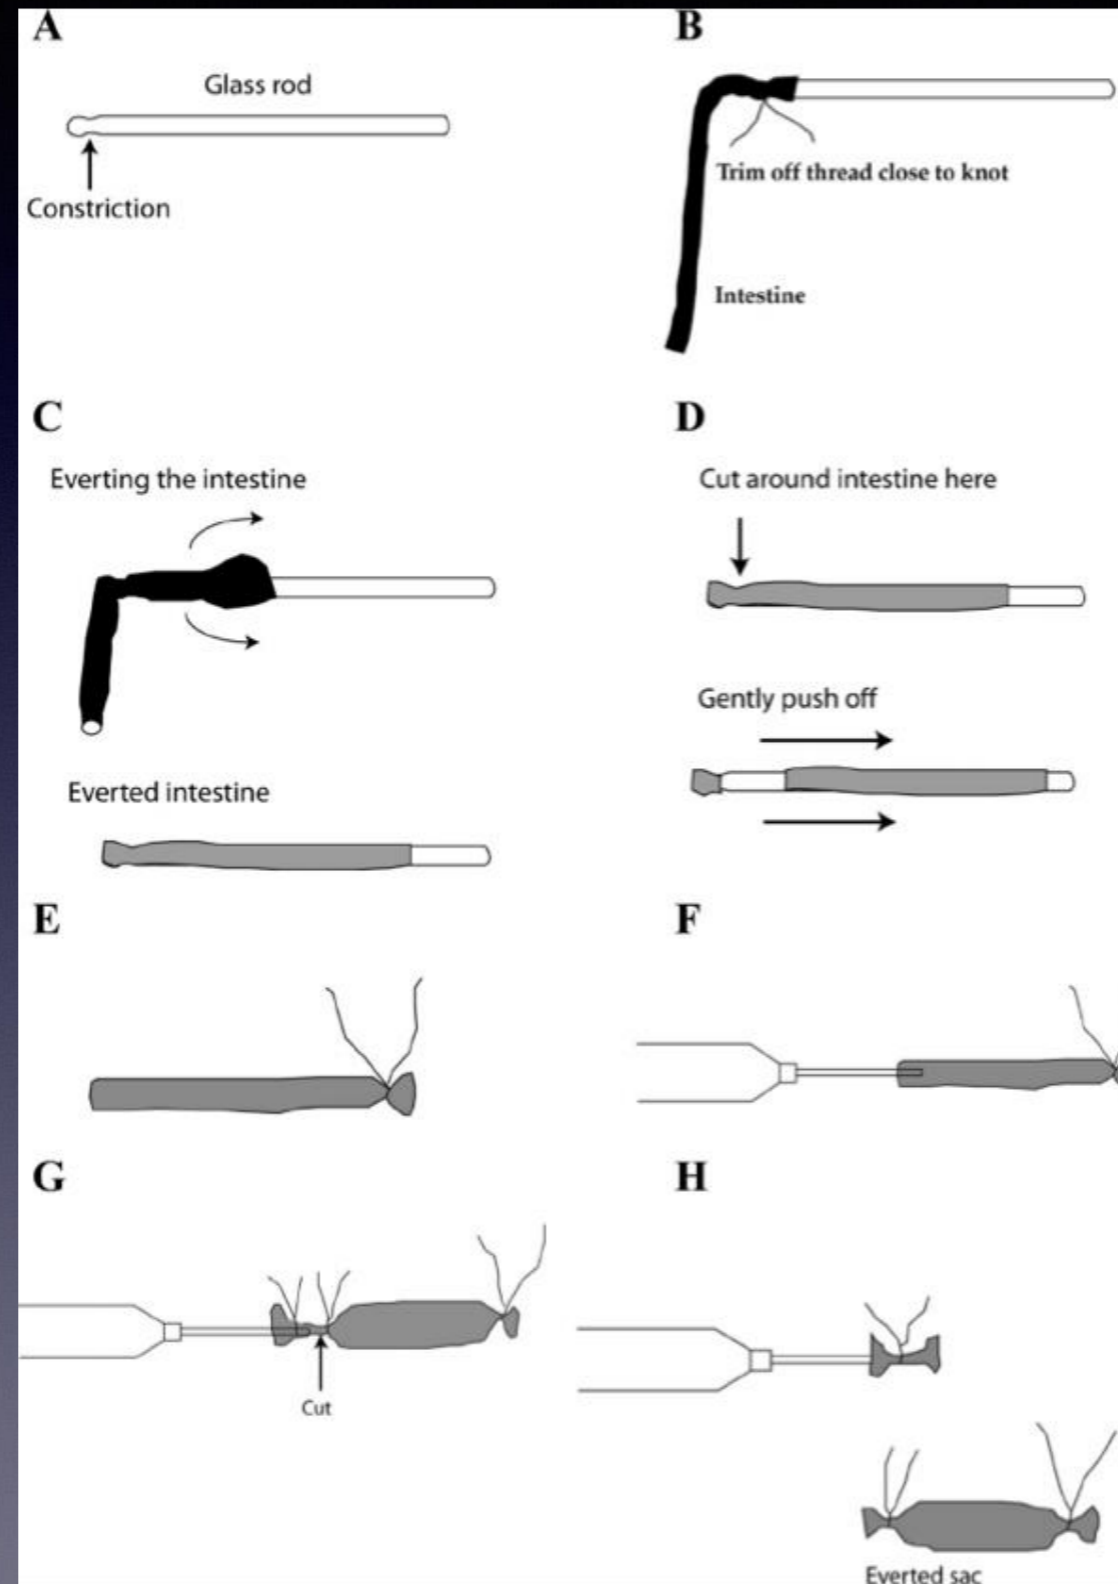 A
Glass rod
Constriction
B
Trim off thread close to knot
Intestine
C
Everting the intestine
Everted intestine
D
Cut around intestine here
Gently push off
E
F
G
Cut
H
Everted sac